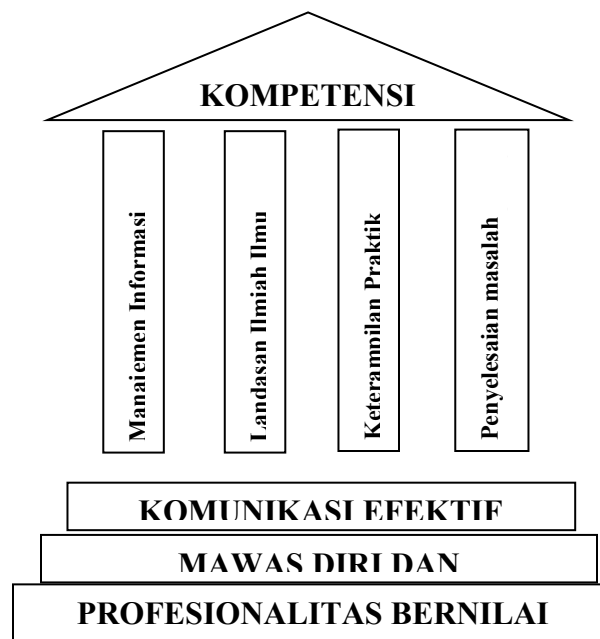 KOMPETENSI
Manajemen Informasi
Landasan Ilmiah Ilmu
Keterampilan Praktik
Penyelesaian masalah
KOMUNIKASI EFEKTIF
MAWAS DIRI DAN
PROFESIONALITAS BERNILAI